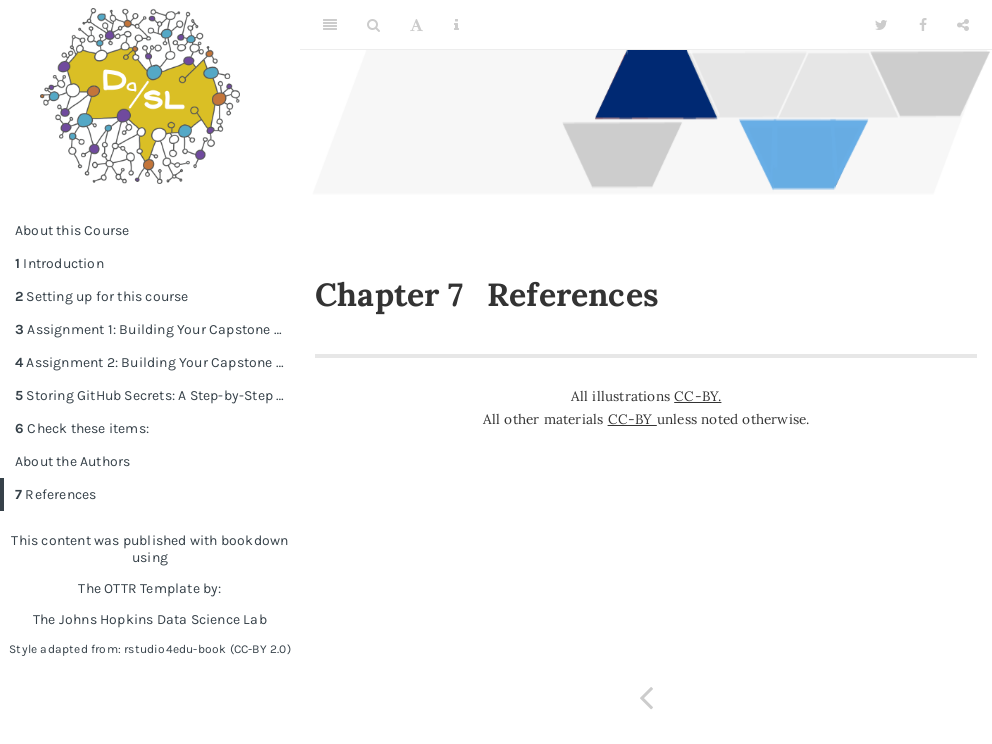 Da/SL
About this Course
1 Introduction
2 Setting up for this course
3 Assignment 1: Building Your Capstone …
4 Assignment 2: Building Your Capstone …
5 Storing GitHub Secrets: A Step-by-Step …
6 Check these items:
About the Authors
7 References
This content was published with bookdown
using
The OTTR Template by:
The Johns Hopkins Data Science Lab
Style adapted from: rstudio4edu-book (CC-BY 2.0)
Chapter 7 References
All illustrations CC-BY.
All other materials CC-BY unless noted otherwise.